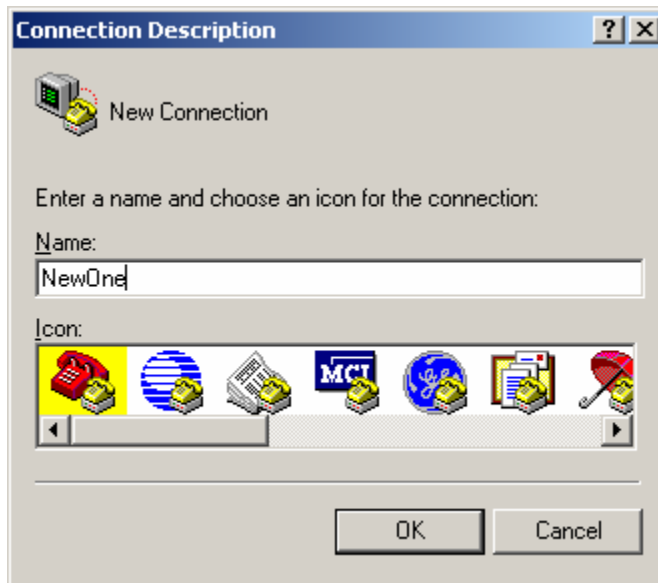 Connection Description
New Connection
Enter a name and choose an icon for the connection:
Name:
NewOne
Icon:
MCI
OK Cancel